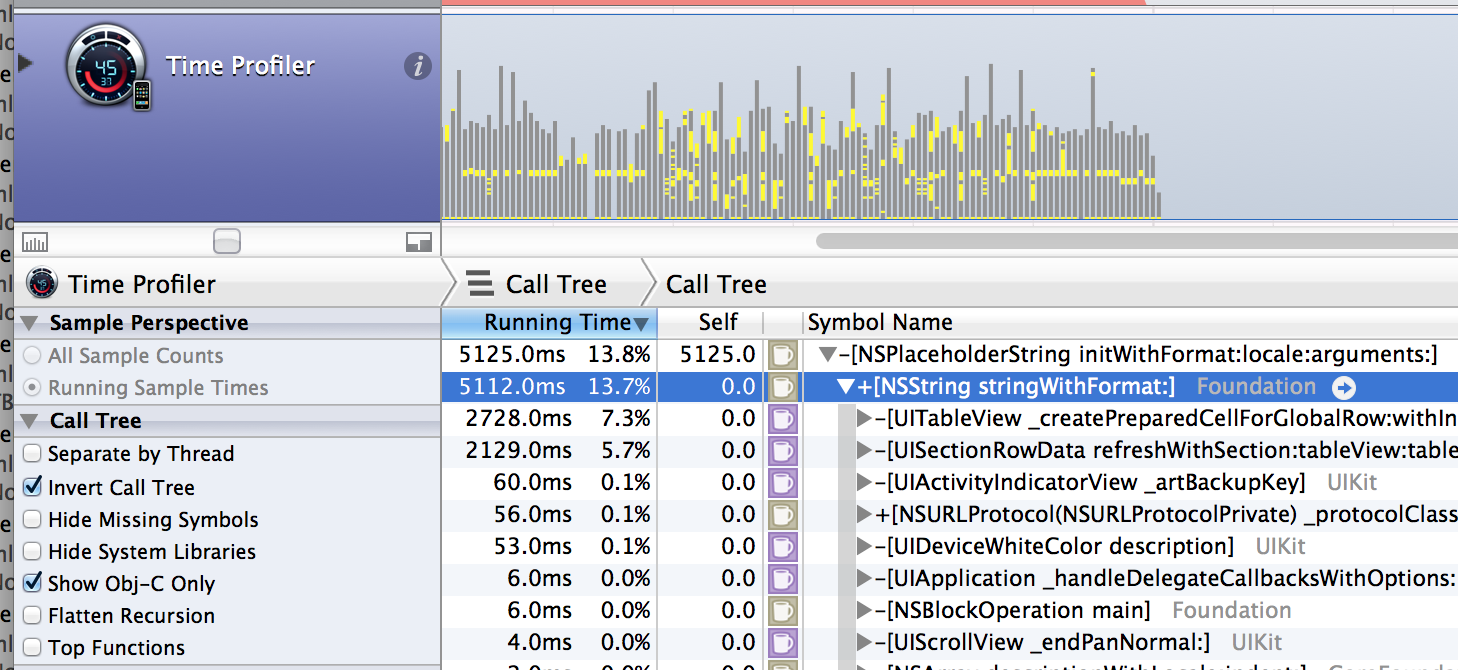 45
37
Time Profiler
i
Time Profiler
Call Tree
Call Tree
Sample Perspective
Running Time Self Symbol Name
All Sample Counts
5125.0ms 13.8% 5125.0 -[NSPlaceholderString initWithFormat:locale:arguments:]
Running Sample Times
5112.0ms 13.7% 0.0 +[NSString stringWithFormat:] Foundation
Call Tree
2728.0ms 7.3% 0.0 -[UITableView _createPreparedCellForGlobalRow:withIn
Separate by Thread
2129.0ms 5.7% 0.0 -[UISectionRowData refreshWithSection:tableView:table
Invert Call Tree
60.0ms 0.1% 0.0 -[UIActivityIndicatorView _artBackupKey] UIKit
Hide Missing Symbols
56.0ms 0.1% 0.0 +[NSURLProtocol(NSURLProtocolPrivate) _protocolClass
Hide System Libraries
53.0ms 0.1% 0.0 -[UIDeviceWhiteColor description] UIKit
Show Obj-C Only
6.0ms 0.0% 0.0 -[UIApplication _handleDelegateCallbacksWithOptions:
Flatten Recursion
6.0ms 0.0% 0.0 -[NSBlockOperation main] Foundation
Top Functions
4.0ms 0.0% 0.0 -[UIScrollView _endPanNormal:] UIKit